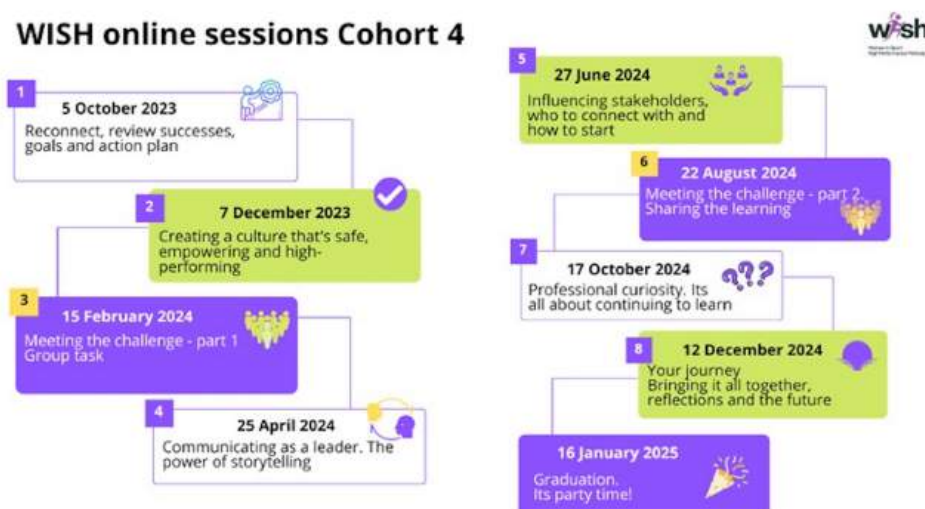 WISH online sessions Cohort 4
wish
1
5 October 2023
Reconnect, review successes,
goals and action plan
2
7 December 2023
Creating a culture that's safe,
empowering and high-
performing
3
15 February 2024
Meeting the challenge - part 1
Group task
4
25 April 2024
Communicating as a leader. The
power of storytelling
5
27 June 2024
Influencing stakeholders,
who to connect with and
how to start
6
22 August 2024
Meeting the challenge - part 2
Sharing the learning
7
17 October 2024
Professional curiosity. Its
all about continuing to learn
8
12 December 2024
Your journey
Bringing it all together,
reflections and the future
16 January 2025
Graduation.
Its party time!